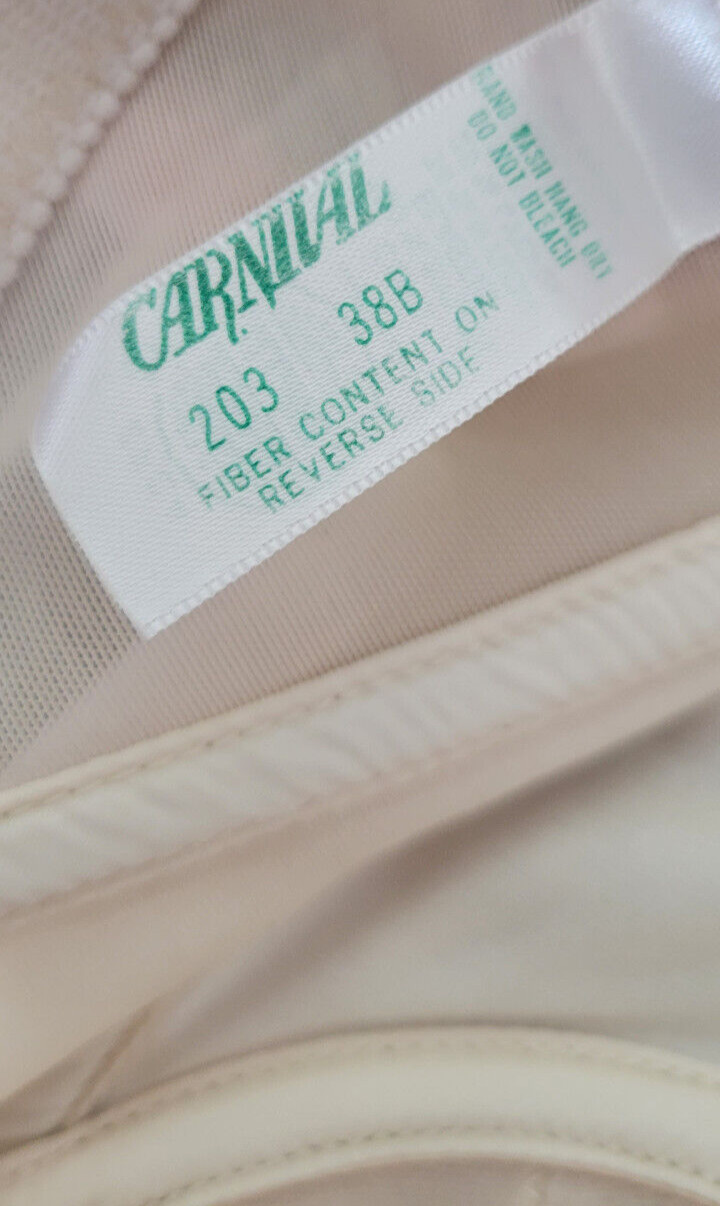 CARNIVAL
203 38B
FIBER CONTENT ON
REVERSE SIDE
HAND WASH HANG DRY
DO NOT BLEACH